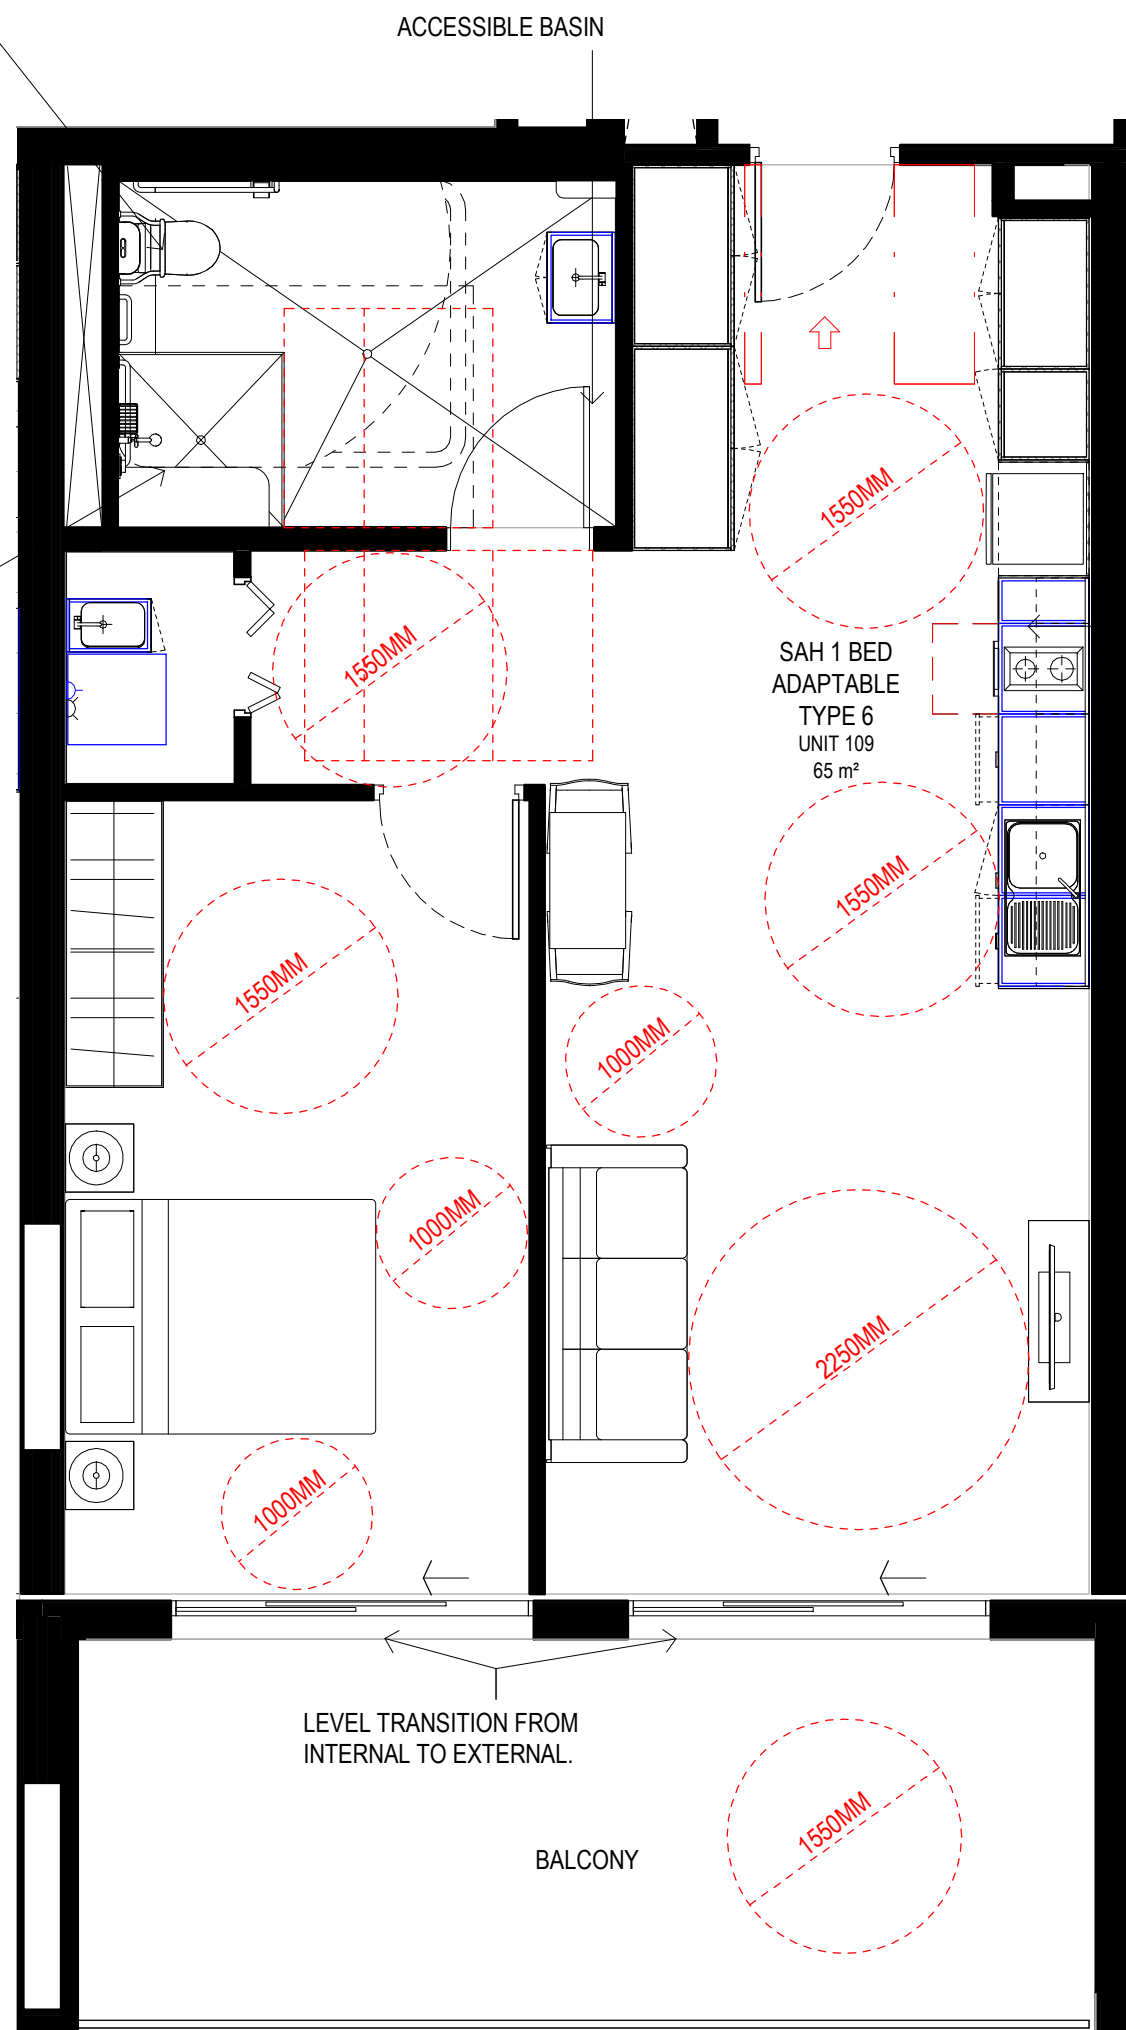 ACCESSIBLE BASIN
1550MM
1550MM
SAH 1 BED
ADAPTABLE
TYPE 6
UNIT 109
65 m²
1550MM
1550MM
1000MM
1000MM
2250MM
1000MM
LEVEL TRANSITION FROM
INTERNAL TO EXTERNAL.
1550MM
BALCONY